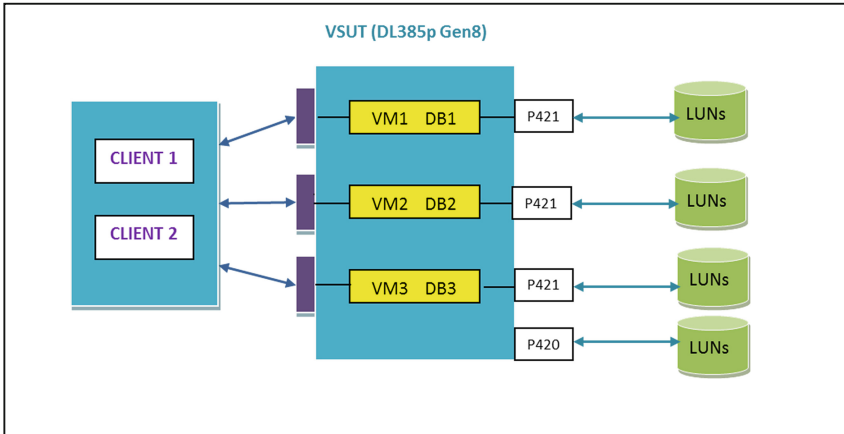 VSUT (DL385p Gen8)
CLIENT 1
CLIENT 2
VM1 DB1
P421
LUNs
VM2 DB2
P421
LUNs
VM3 DB3
P421
LUNs
P420
LUNs